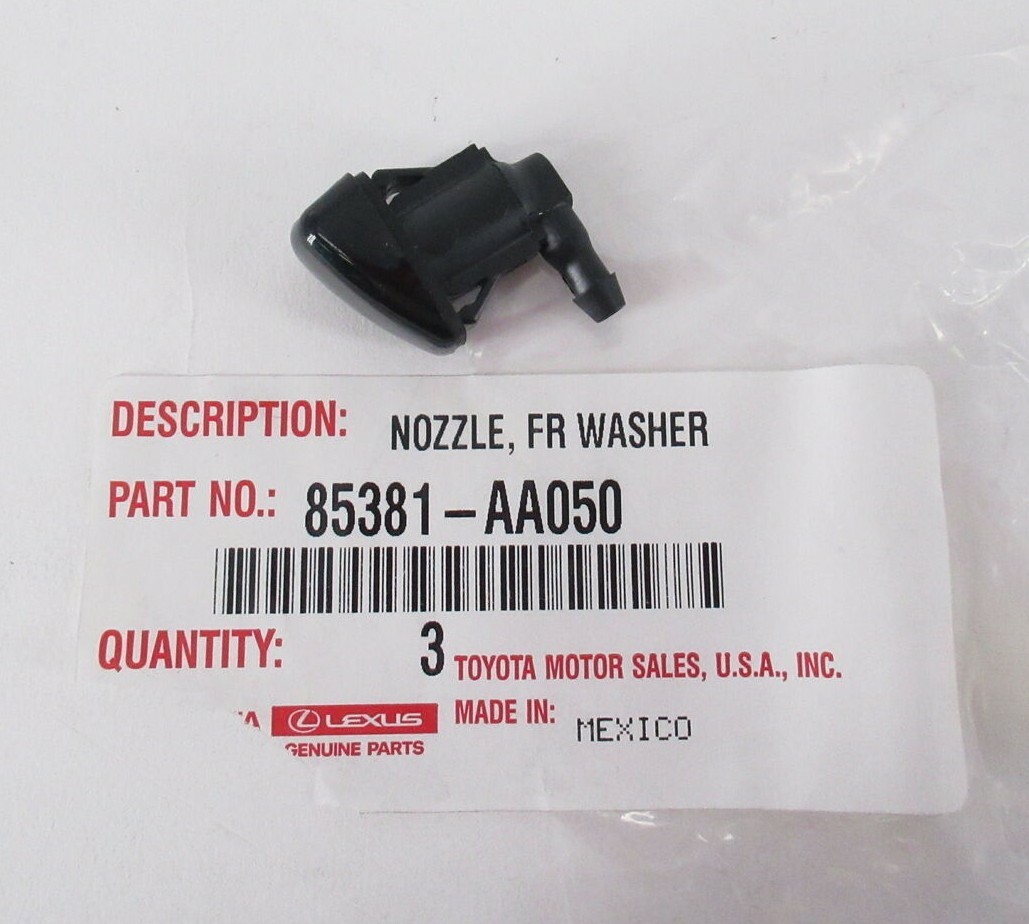 DESCRIPTION: NOZZLE, FR WASHER
PART NO.: 85381-AA050
QUANTITY: 3 TOYOTA MOTOR SALES, U.S.A., INC.
LEXUS MADE IN: MEXICO
GENUINE PARTS